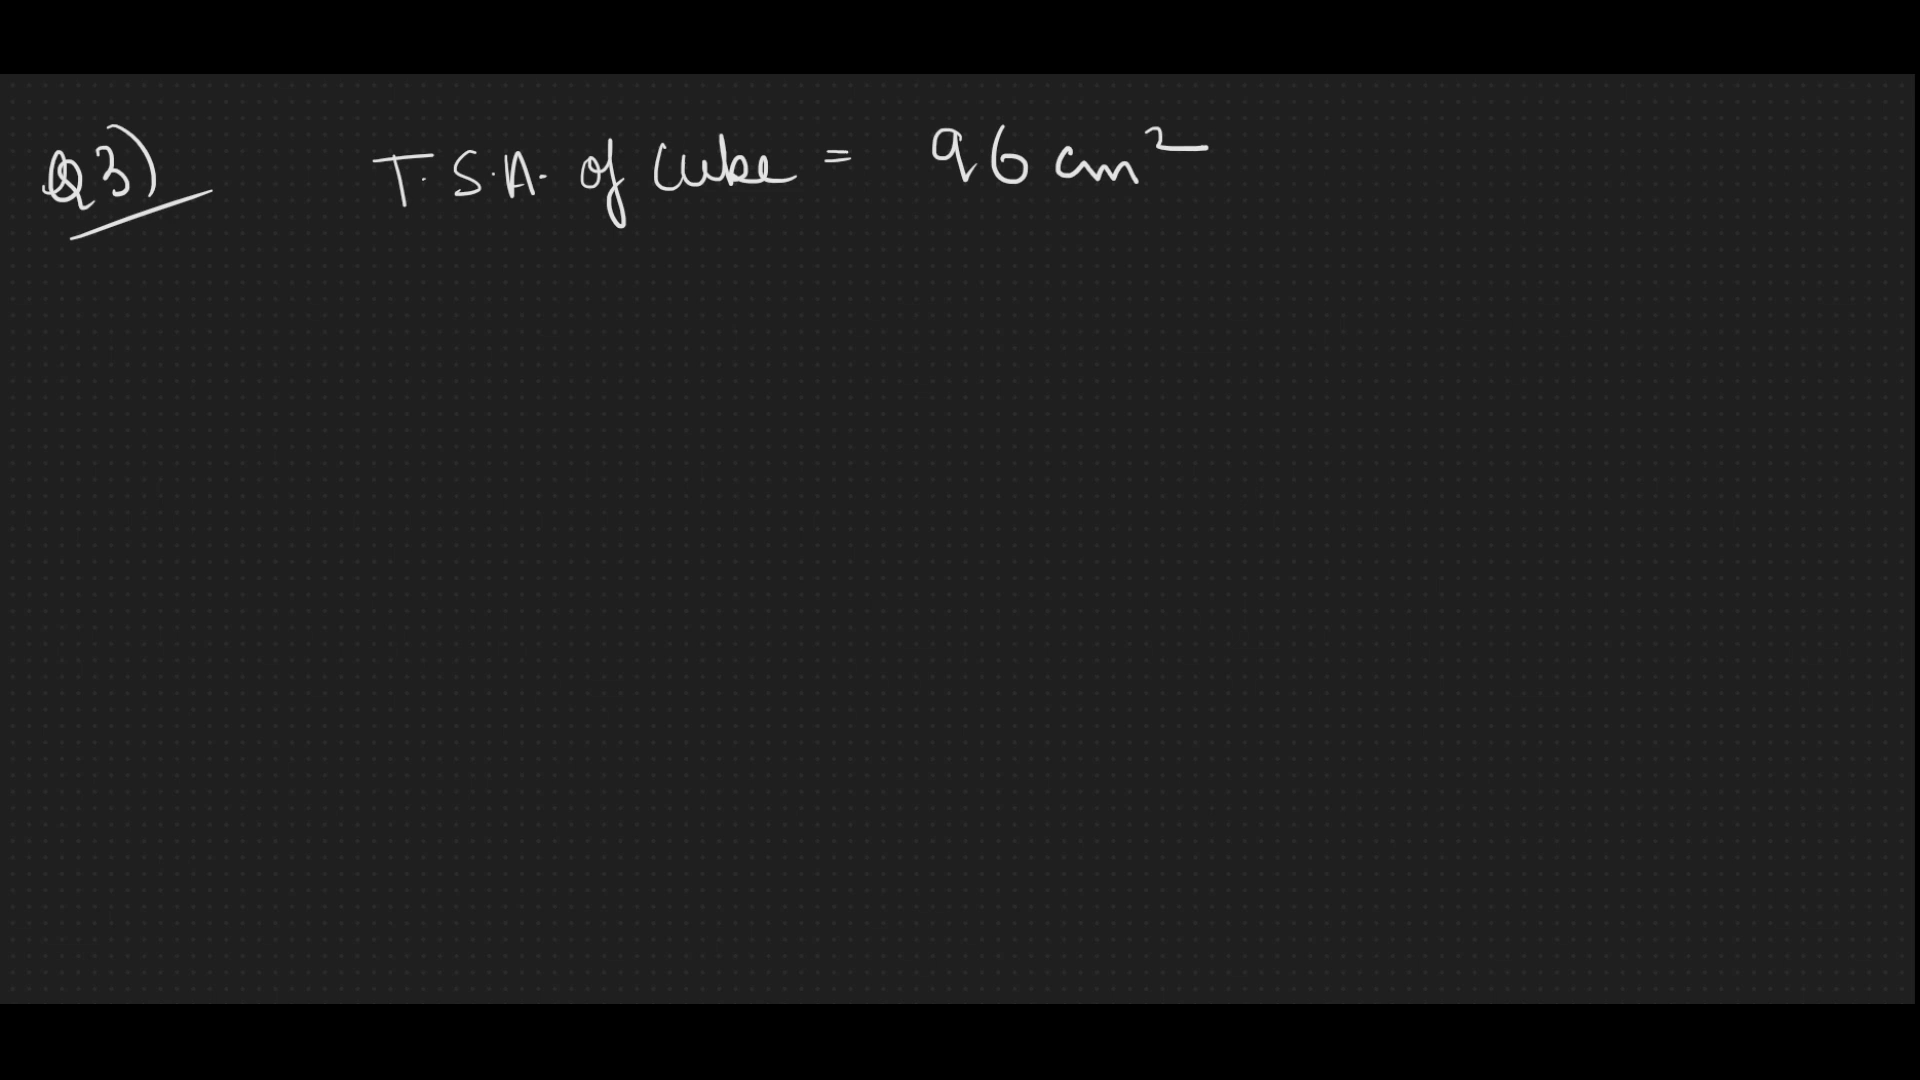 Q3) T.S.A. of Cube = 96 cm²